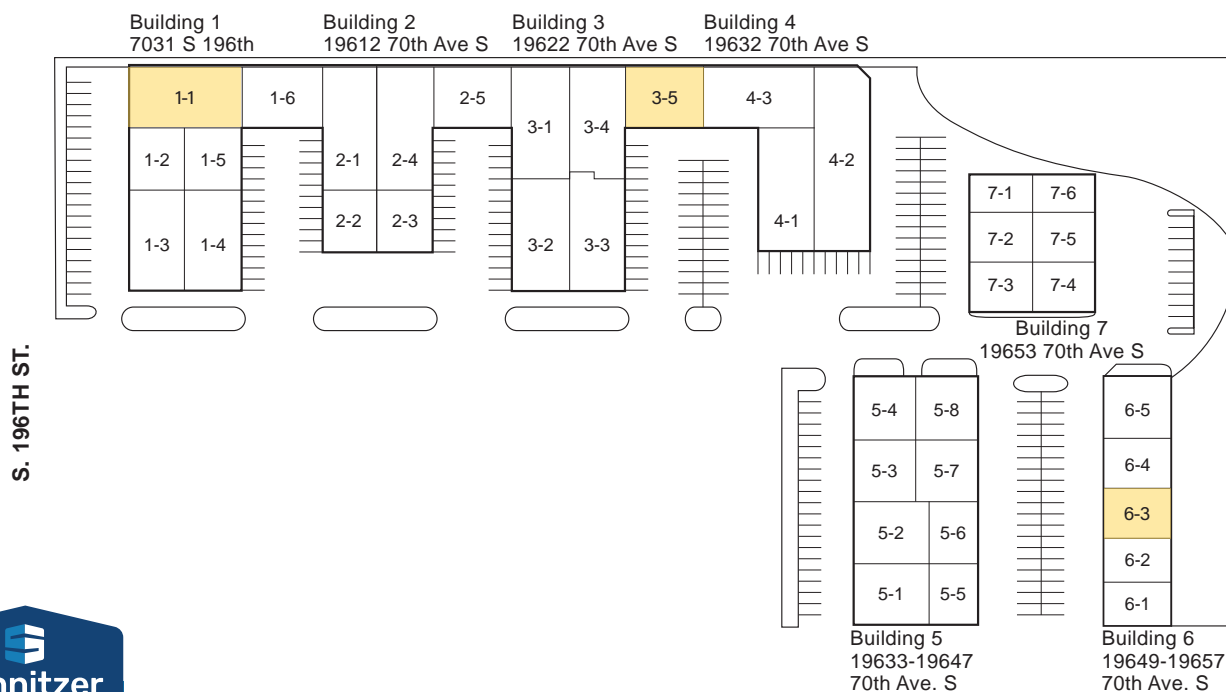 Building 1
7031 S 196th
Building 2
19612 70th Ave S
Building 3
19622 70th Ave S
Building 4
19632 70th Ave S
1-1
1-6
2-5
3-5
4-3
3-1
3-4
1-2
1-5
2-1
2-4
4-2
2-2
2-3
4-1
1-3
1-4
3-2
3-3
7-1
7-6
7-2
7-5
7-3
7-4
Building 7
19653 70th Ave S
S. 196TH ST.
5-4
5-8
6-5
5-3
5-7
6-4
6-3
5-2
5-6
6-2
5-1
5-5
6-1
Building 5
19633-19647
70th Ave. S
Building 6
19649-19657
70th Ave. S